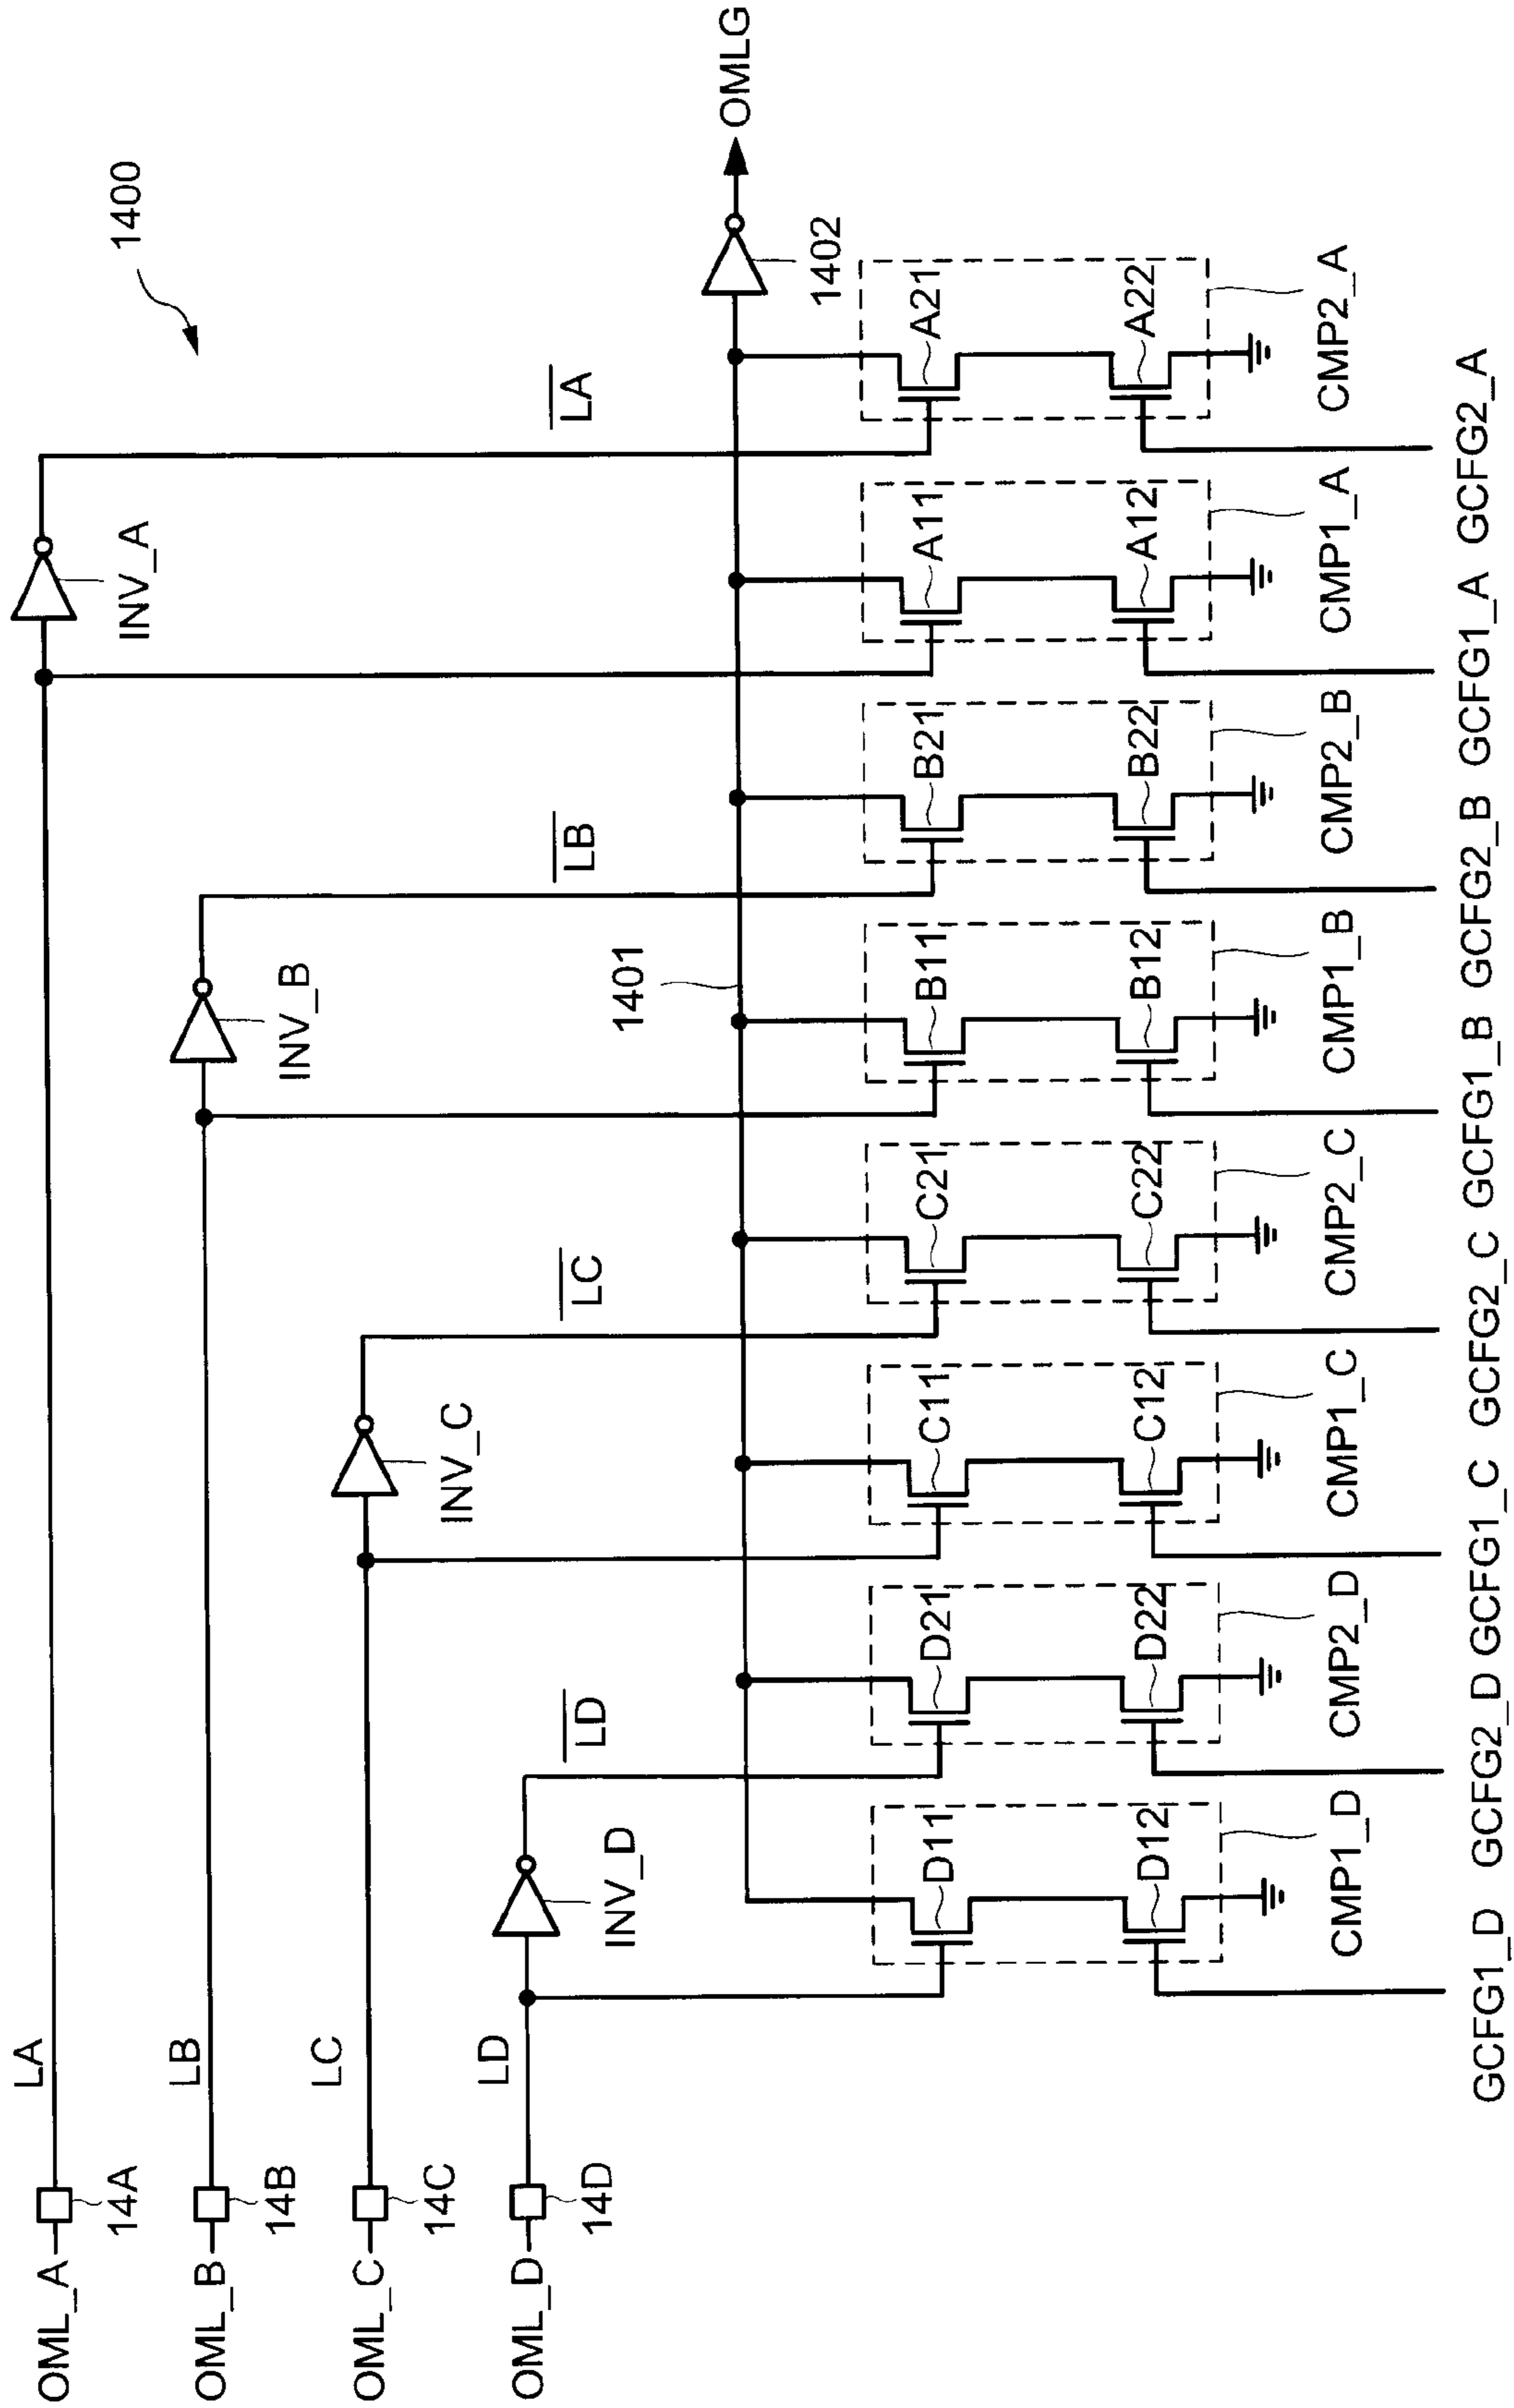 1400
OML_A
14A
LA
INV_A
LA
OML_B
14B
LB
INV_B
LB
OML_C
14C
LC
INV_C
LC
OML_D
14D
LD
INV_D
LD
1401
1402
OMLG
D11
D21
C11
C21
B11
B21
A11
A21
D12
D22
C12
C22
B12
B22
A12
A22
CMP1_D
CMP2_D
CMP1_C
CMP2_C
CMP1_B
CMP2_B
CMP1_A
CMP2_A
GCFG1_D GCFG2_D GCFG1_C GCFG2_C GCFG1_B GCFG2_B GCFG1_A GCFG2_A